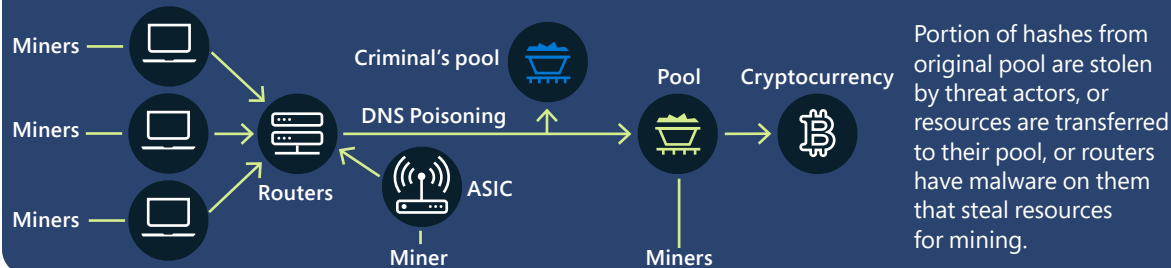 Miners
Miners
Miners
Routers
Criminal's pool
DNS Poisoning
ASIC
Miner
Pool
Miners
Cryptocurrency
Portion of hashes from
original pool are stolen
by threat actors, or
resources are transferred
to their pool, or routers
have malware on them
that steal resources
for mining.